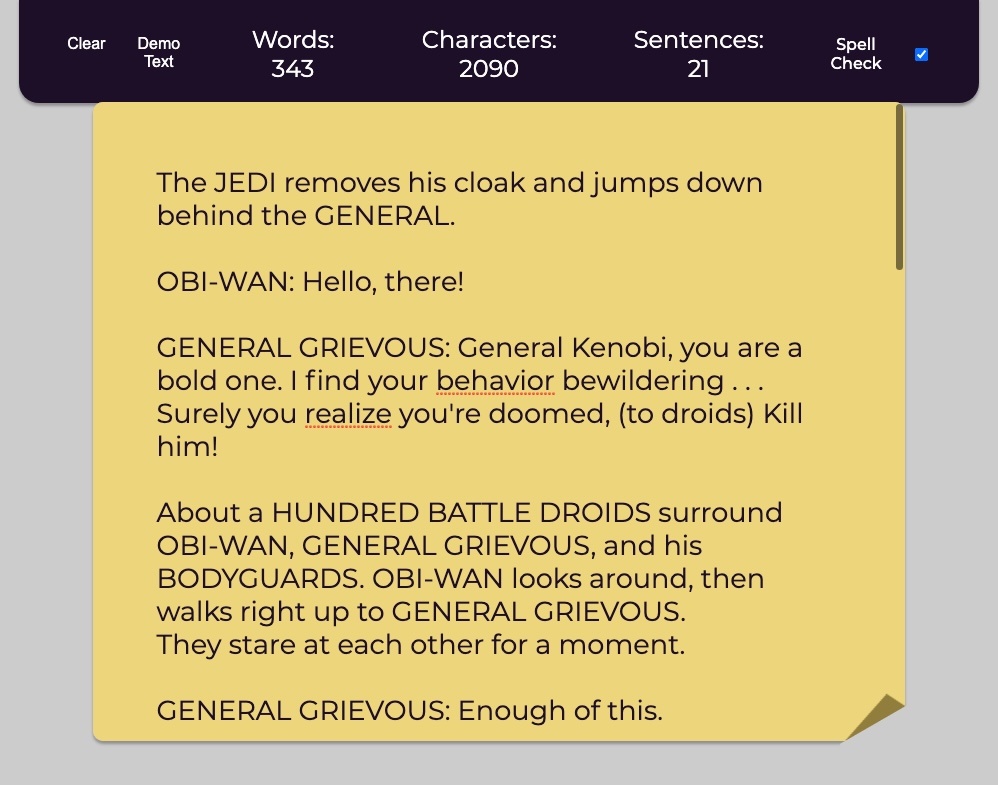 Clear
Demo
Text
Words:
343
Characters:
2090
Sentences:
21
Spell
Check
The JEDI removes his cloak and jumps down
behind the GENERAL.
OBI-WAN: Hello, there!
GENERAL GRIEVOUS: General Kenobi, you are a
bold one. I find your behavior bewildering . . .
Surely you realize you're doomed, (to droids) Kill
him!
About a HUNDRED BATTLE DROIDS surround
OBI-WAN, GENERAL GRIEVOUS, and his
BODYGUARDS. OBI-WAN looks around, then
walks right up to GENERAL GRIEVOUS.
They stare at each other for a moment.
GENERAL GRIEVOUS: Enough of this.